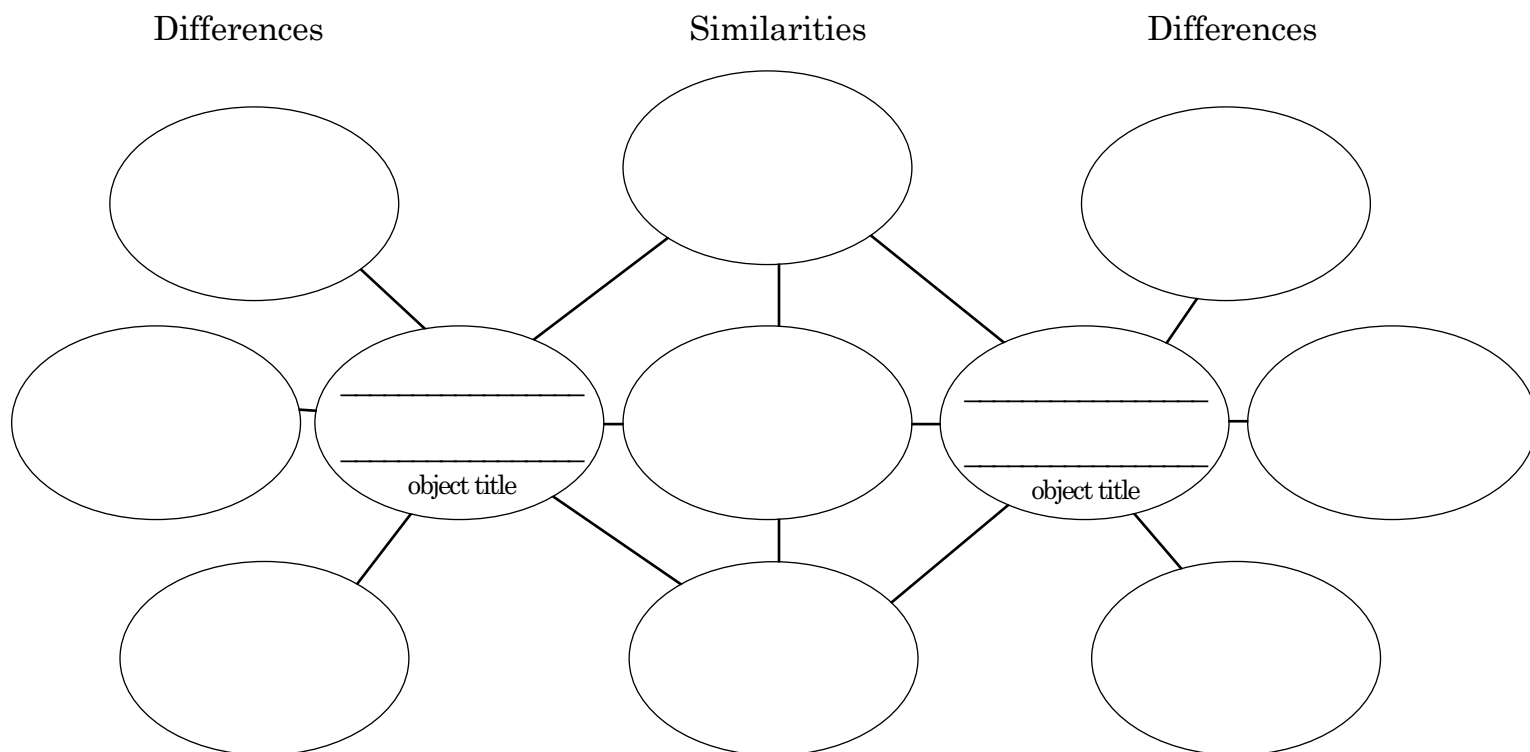 Differences
Similarities
Differences
object title
object title